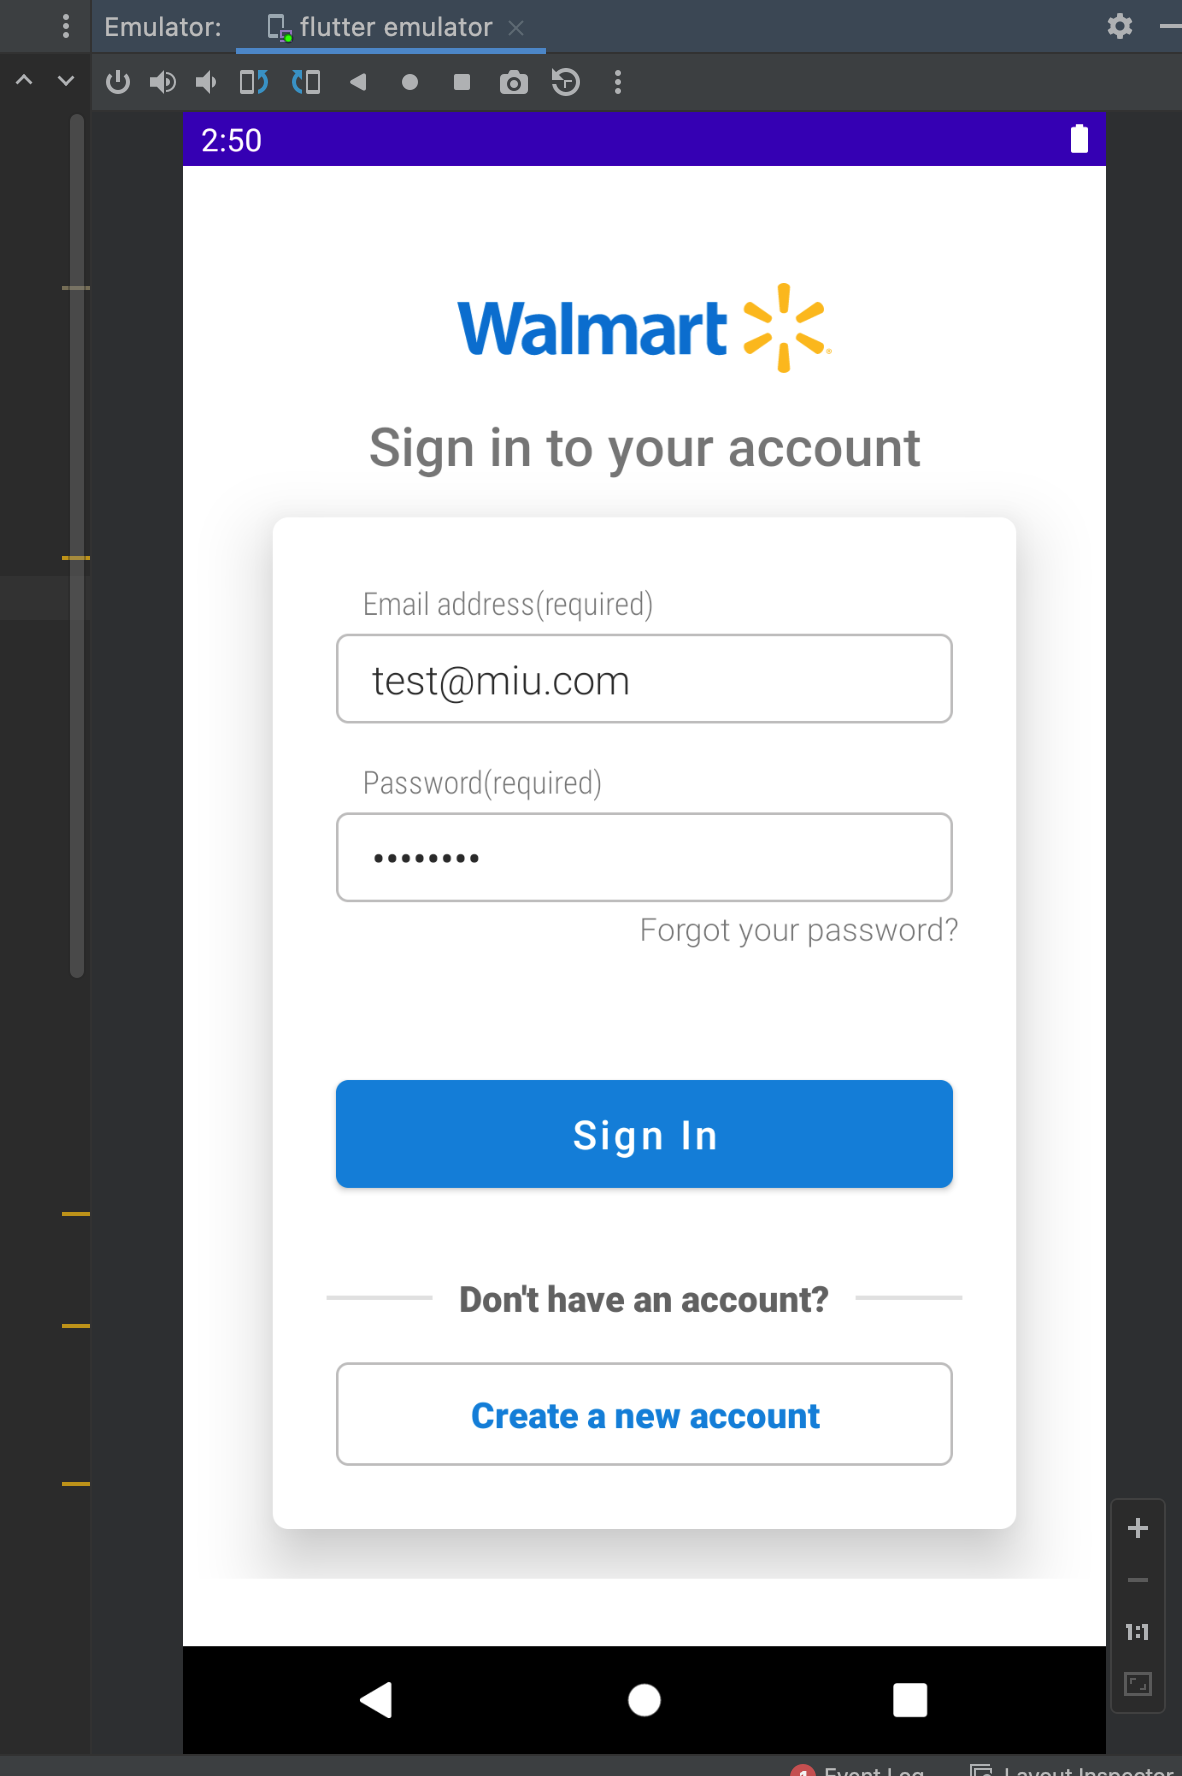 Emulator: flutter emulator
2:50
Walmart
Sign in to your account
Email address(required)
test@miu.com
Password(required)
••••••••
Forgot your password?
Sign In
Don't have an account?
Create a new account
1:1
1 Event Log Layout Inspector